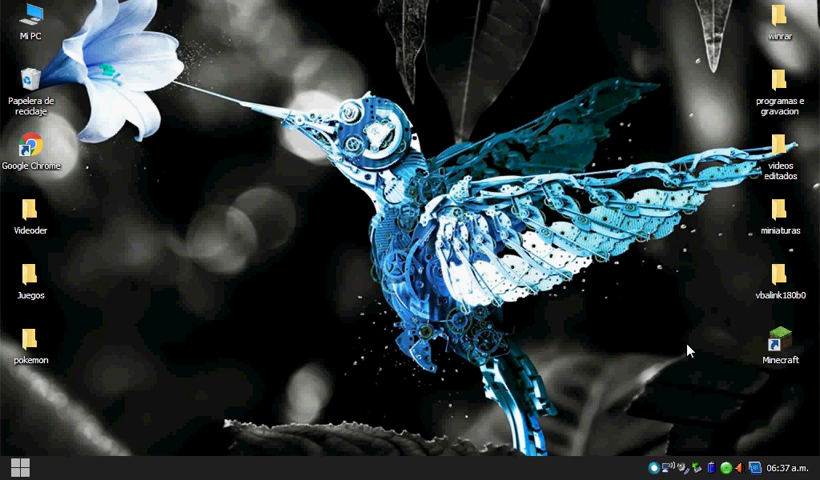 Mi PC
Papelera de
reciclaje
Google Chrome
Videoder
Juegos
pokemon
winrar
programas e
gravacion
videos
editados
miniaturas
vbalink180b0
Minecraft
06:37 a.m.